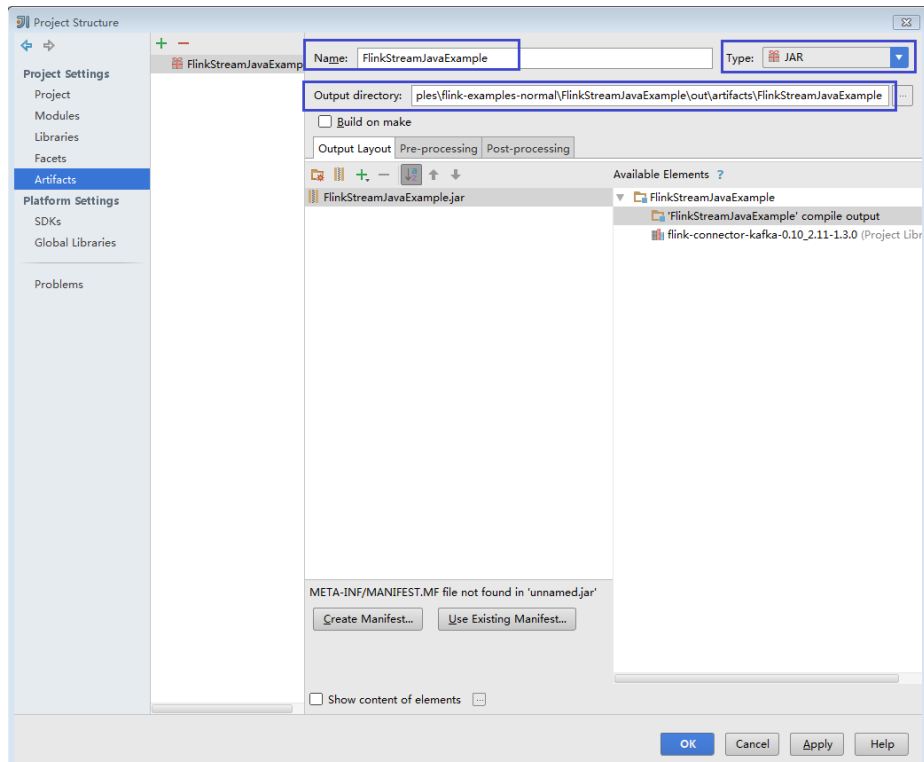 Project Structure
Project Settings
Project
Modules
Libraries
Facets
Artifacts
Platform Settings
SDKs
Global Libraries
Problems
FlinkStreamJavaExamp
Name: FlinkStreamJavaExample
Type: JAR
Output directory: ples\flink-examples-normal\FlinkStreamJavaExample\out\artifacts\FlinkStreamJavaExample ...
Build on make
Output Layout Pre-processing Post-processing
Available Elements ?
FlinkStreamJavaExample.jar
FlinkStreamJavaExample
'FlinkStreamJavaExample' compile output
flink-connector-kafka-0.10_2.11-1.3.0 (Project Libr
META-INF/MANIFEST.MF file not found in 'unnamed.jar'
Create Manifest... Use Existing Manifest...
Show content of elements ...
OK Cancel Apply Help